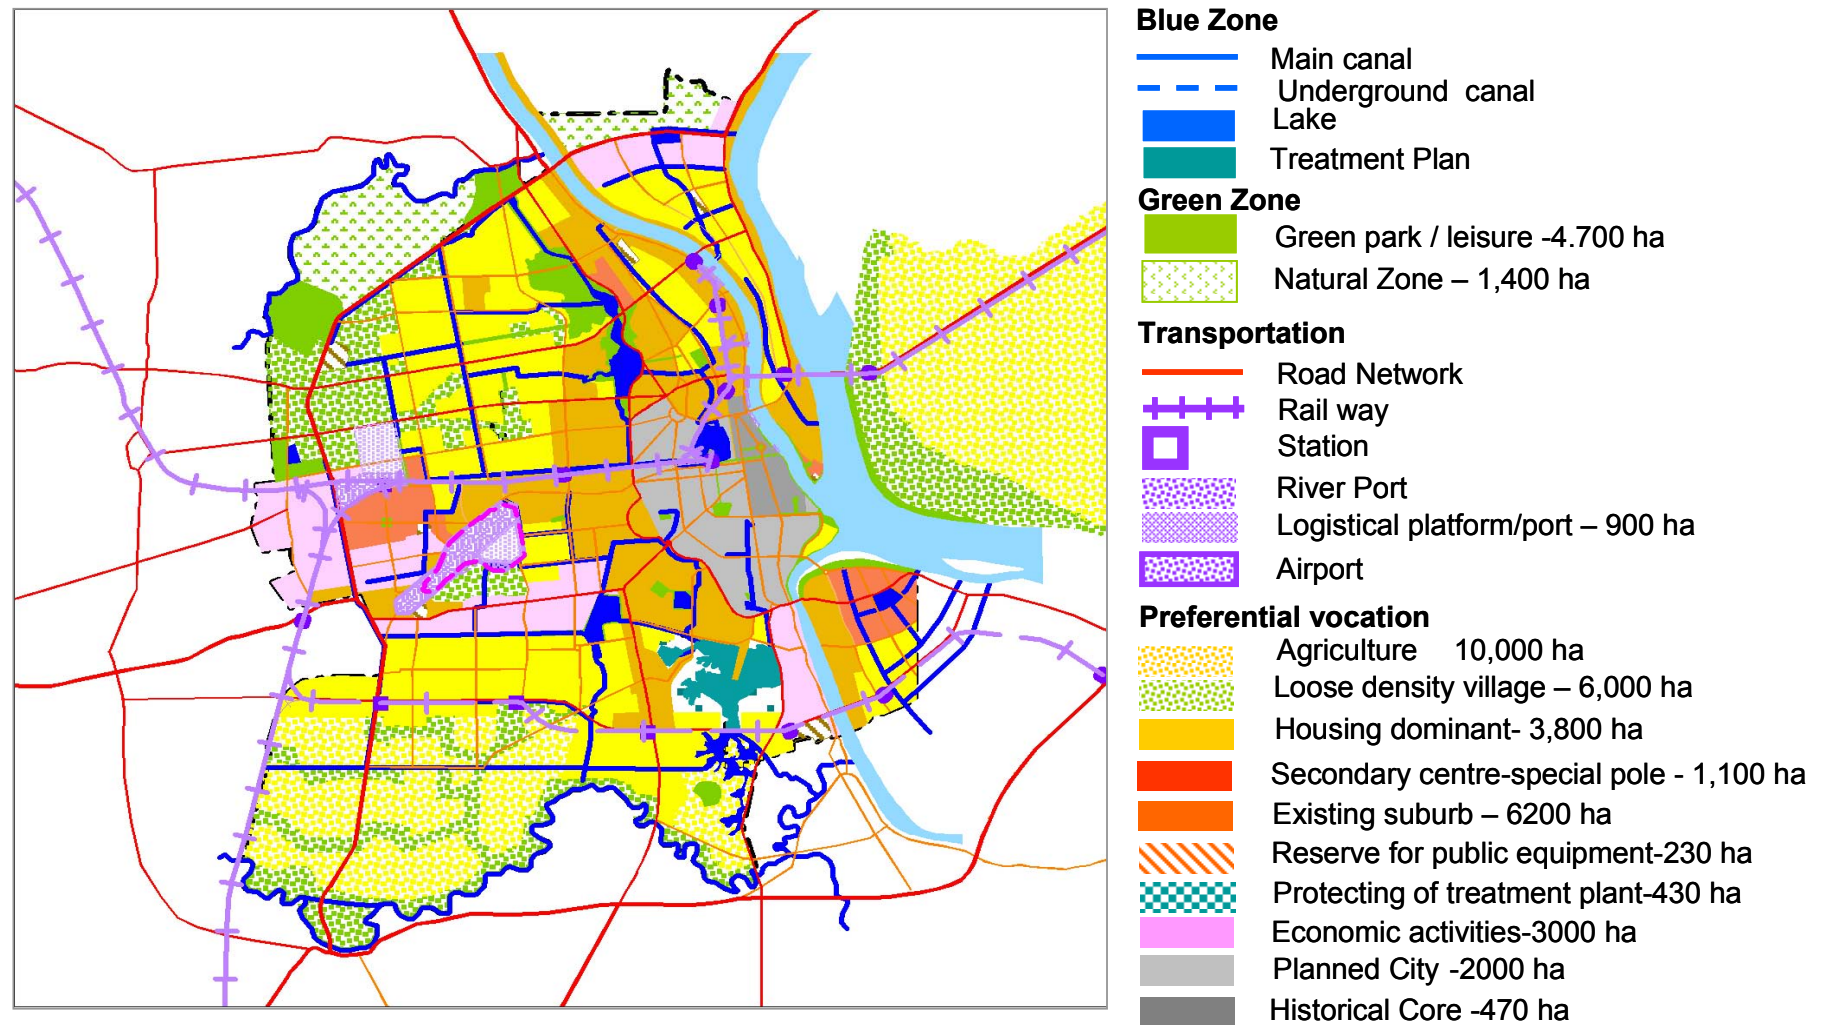 Blue Zone
Main canal
Underground canal
Lake
Treatment Plan
Green Zone
Green park / leisure -4.700 ha
Natural Zone – 1,400 ha
Transportation
Road Network
Rail way
Station
River Port
Logistical platform/port – 900 ha
Airport
Preferential vocation
Agriculture 10,000 ha
Loose density village – 6,000 ha
Housing dominant- 3,800 ha
Secondary centre-special pole - 1,100 ha
Existing suburb – 6200 ha
Reserve for public equipment-230 ha
Protecting of treatment plant-430 ha
Economic activities-3000 ha
Planned City -2000 ha
Historical Core -470 ha